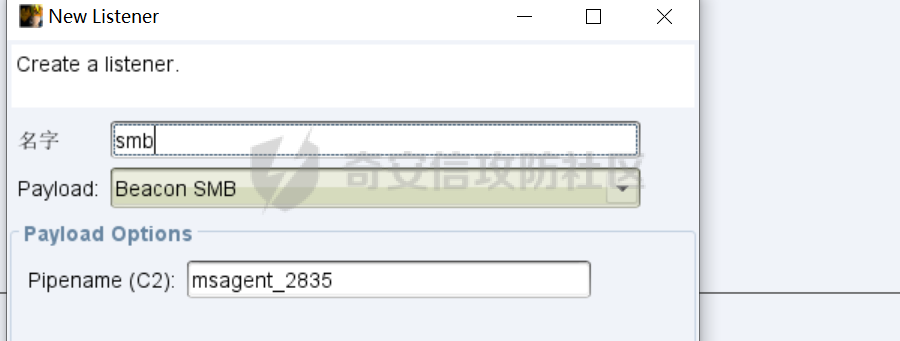 New Listener
Create a listener.
名字 smb
奇安信攻防社区
Payload: Beacon SMB
Payload Options
Pipename (C2): msagent_2835